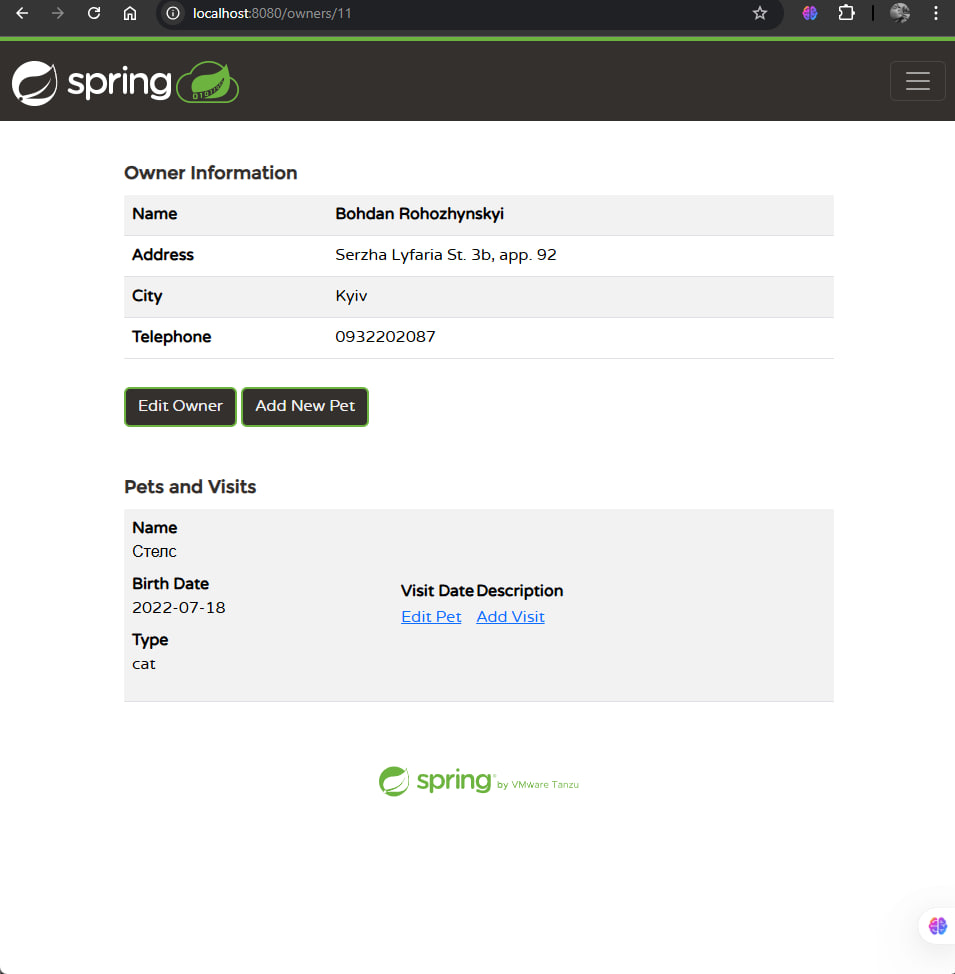 localhost:8080/owners/11
spring
Owner Information
Name Bohdan Rohozhynskyi
Address Serzha Lyfaria St. 3b, app. 92
City Kyiv
Telephone 0932202087
Edit Owner Add New Pet
Pets and Visits
Name
Стелс
Birth Date
2022-07-18
Type
cat
Visit Date Description
Edit Pet Add Visit
spring by VMware Tanzu